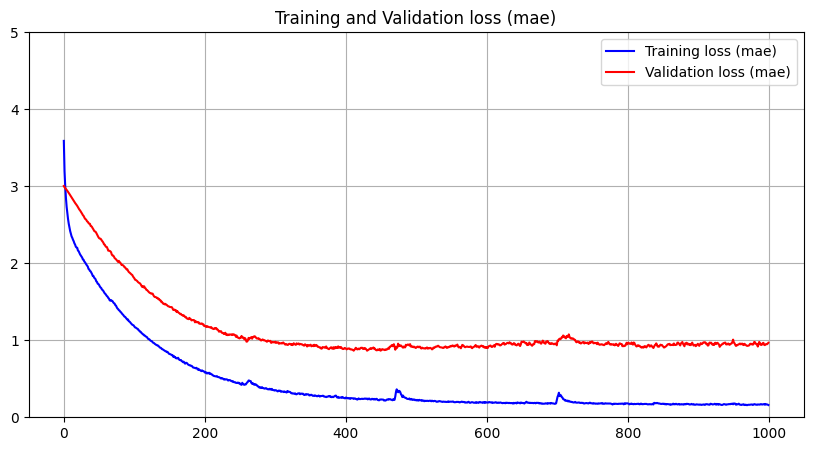 Training and Validation loss (mae)
5
4
3
2
1
0
Training loss (mae)
Validation loss (mae)
0 200 400 600 800 1000